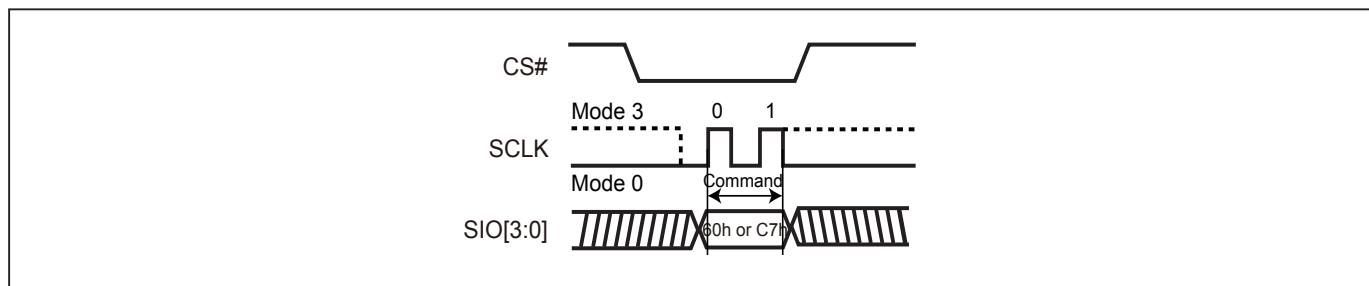 CS#
Mode 3 0 1
SCLK
Mode 0 Command
SIO[3:0] 60h or C7h